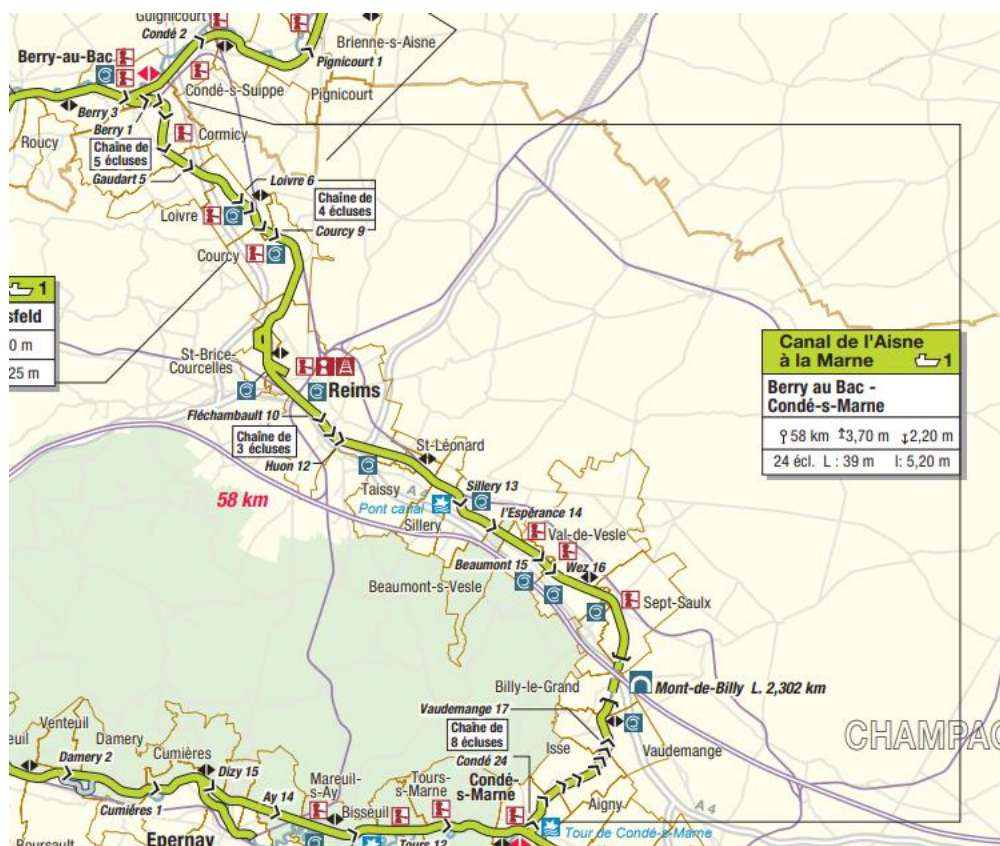 Guignicourt
Condé 2
Brienne-s-Aisne
Pignicourt 1
Berry-au-Bac
Condé-s-Suippe
Pignicourt
Berry 3
Berry 1
Roucy
Cormicy
Chaîne de
5 écluses
Gaudart 5
Loivre 6
Chaîne de
4 écluses
Loivre
Courcy 9
Courcy
1
sfeld
0 m
25 m
St-Brice-
Courcelles
Reims
Canal de l'Aisne
à la Marne 1
Berry au Bac -
Condé-s-Marne
58 km 3,70 m 2,20 m
24 écl. L : 39 m l: 5,20 m
Fléchambault 10
Chaîne de
3 écluses
Huon 12
St-Léonard
Taissy
A 4
Sillery 13
58 km
Pont canal
Sillery
l'Espérance 14
Val-de-Vesle
Beaumont 15
Wez 16
Beaumont-s-Vesle
Sept-Saulx
Billy-le-Grand
Mont-de-Billy L. 2,302 km
Vaudemange 17
Chaîne de
8 écluses
Isse
Vaudemange
CHAMPAG
Venteuil
euil
Damery
Damery 2
Cumières
Dizy 15
Condé 24
Condé-
s-Marne
Mareuil-
s-Ay
Tours-
s-Marne
Ay 14
Bisseuil
Cumières 1
Aigny
A 4
Tour de Condé-s-Marne
Epernay
Tours 12
Boursault